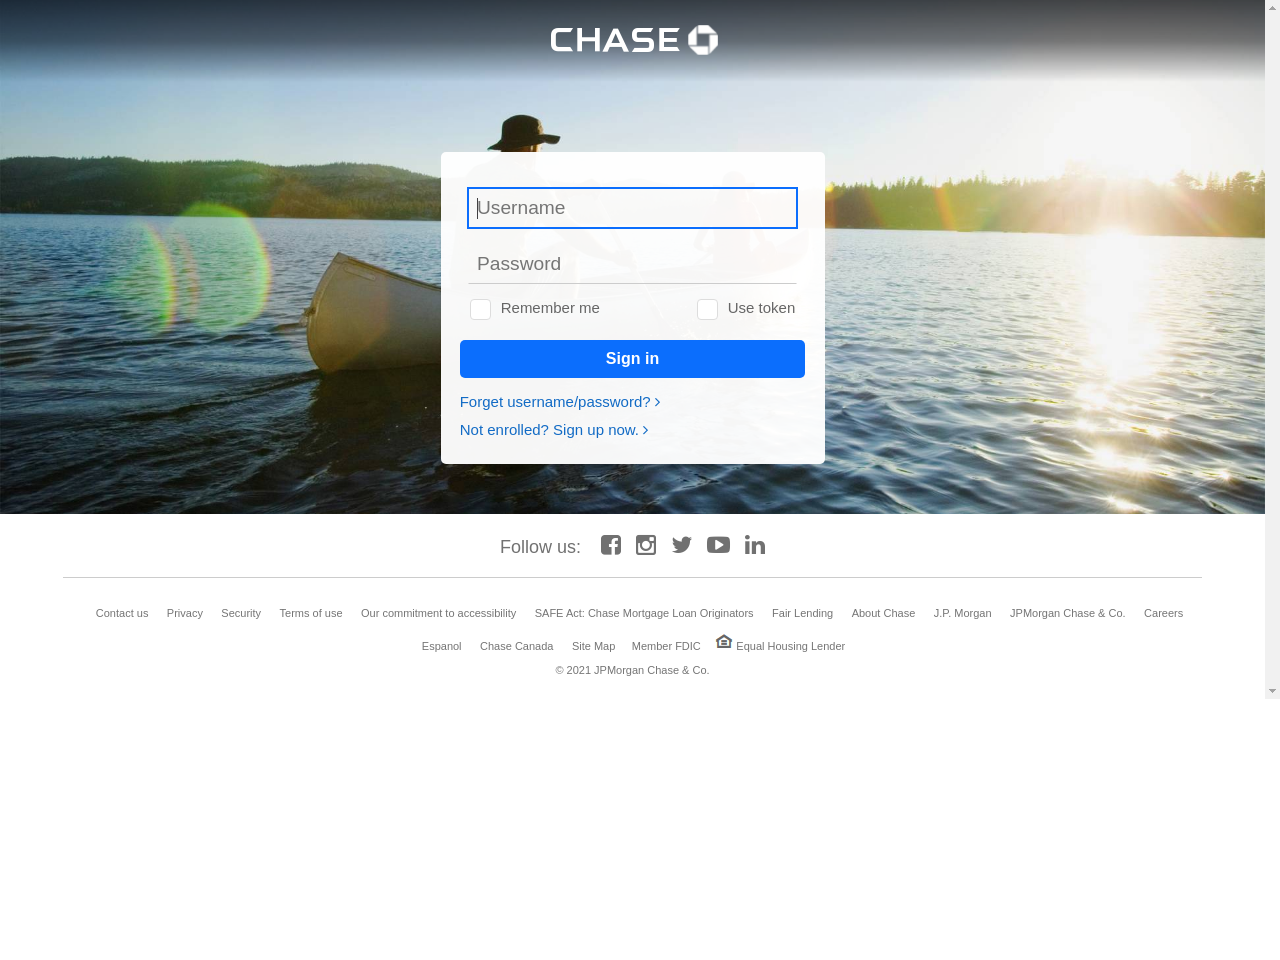 CHASE
Username
Password
Remember me Use token
Sign in
Forget username/password?
Not enrolled? Sign up now.
Follow us:
Contact us Privacy Security Terms of use Our commitment to accessibility SAFE Act: Chase Mortgage Loan Originators Fair Lending About Chase J.P. Morgan JPMorgan Chase & Co. Careers
Espanol Chase Canada Site Map Member FDIC Equal Housing Lender
© 2021 JPMorgan Chase & Co.